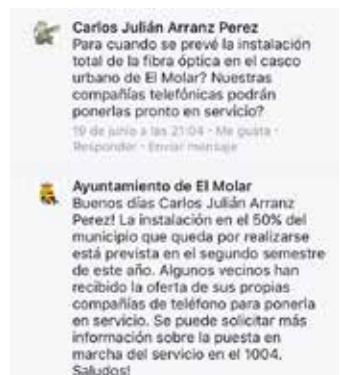 Carlos Julián Arranz Perez
Para cuando se prevé la instalación
total de la fibra óptica en el casco
urbano de El Molar? Nuestras
compañías telefónicas podrán
ponerlas pronto en servicio?
19 de junio a las 21:04 · Me gusta ·
Responder · Enviar mensaje
Ayuntamiento de El Molar
Buenos días Carlos Julián Arranz
Perez! La instalación en el 50% del
municipio que queda por realizarse
está prevista en el segundo semestre
de este año. Algunos vecinos han
recibido la oferta de sus propias
compañías de teléfono para ponerla
en servicio. Se puede solicitar más
información sobre la puesta en
marcha del servicio en el 1004.
Saludos!